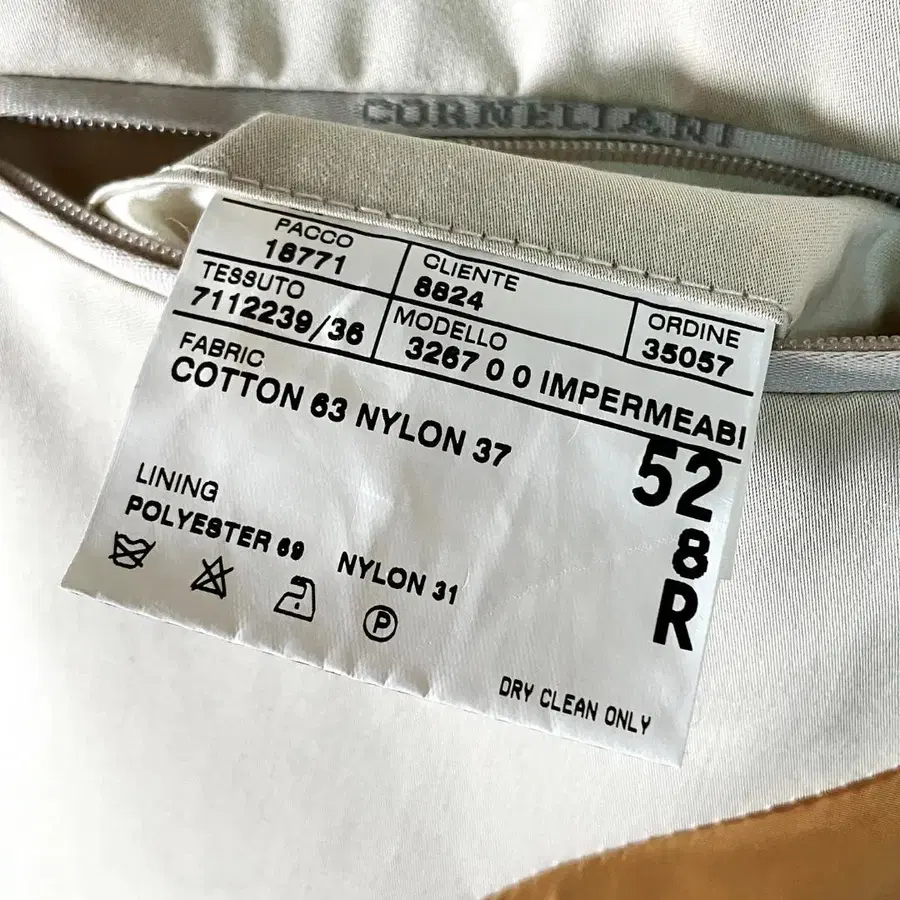 CORNELIANI
PACCO
18771
CLIENTE
8824
ORDINE
35057
TESSUTO
7112239/36
MODELLO
3267 0 0 IMPERMEABI
FABRIC
COTTON 63 NYLON 37
52
8
R
LINING
POLYESTER 69 NYLON 31
P
DRY CLEAN ONLY